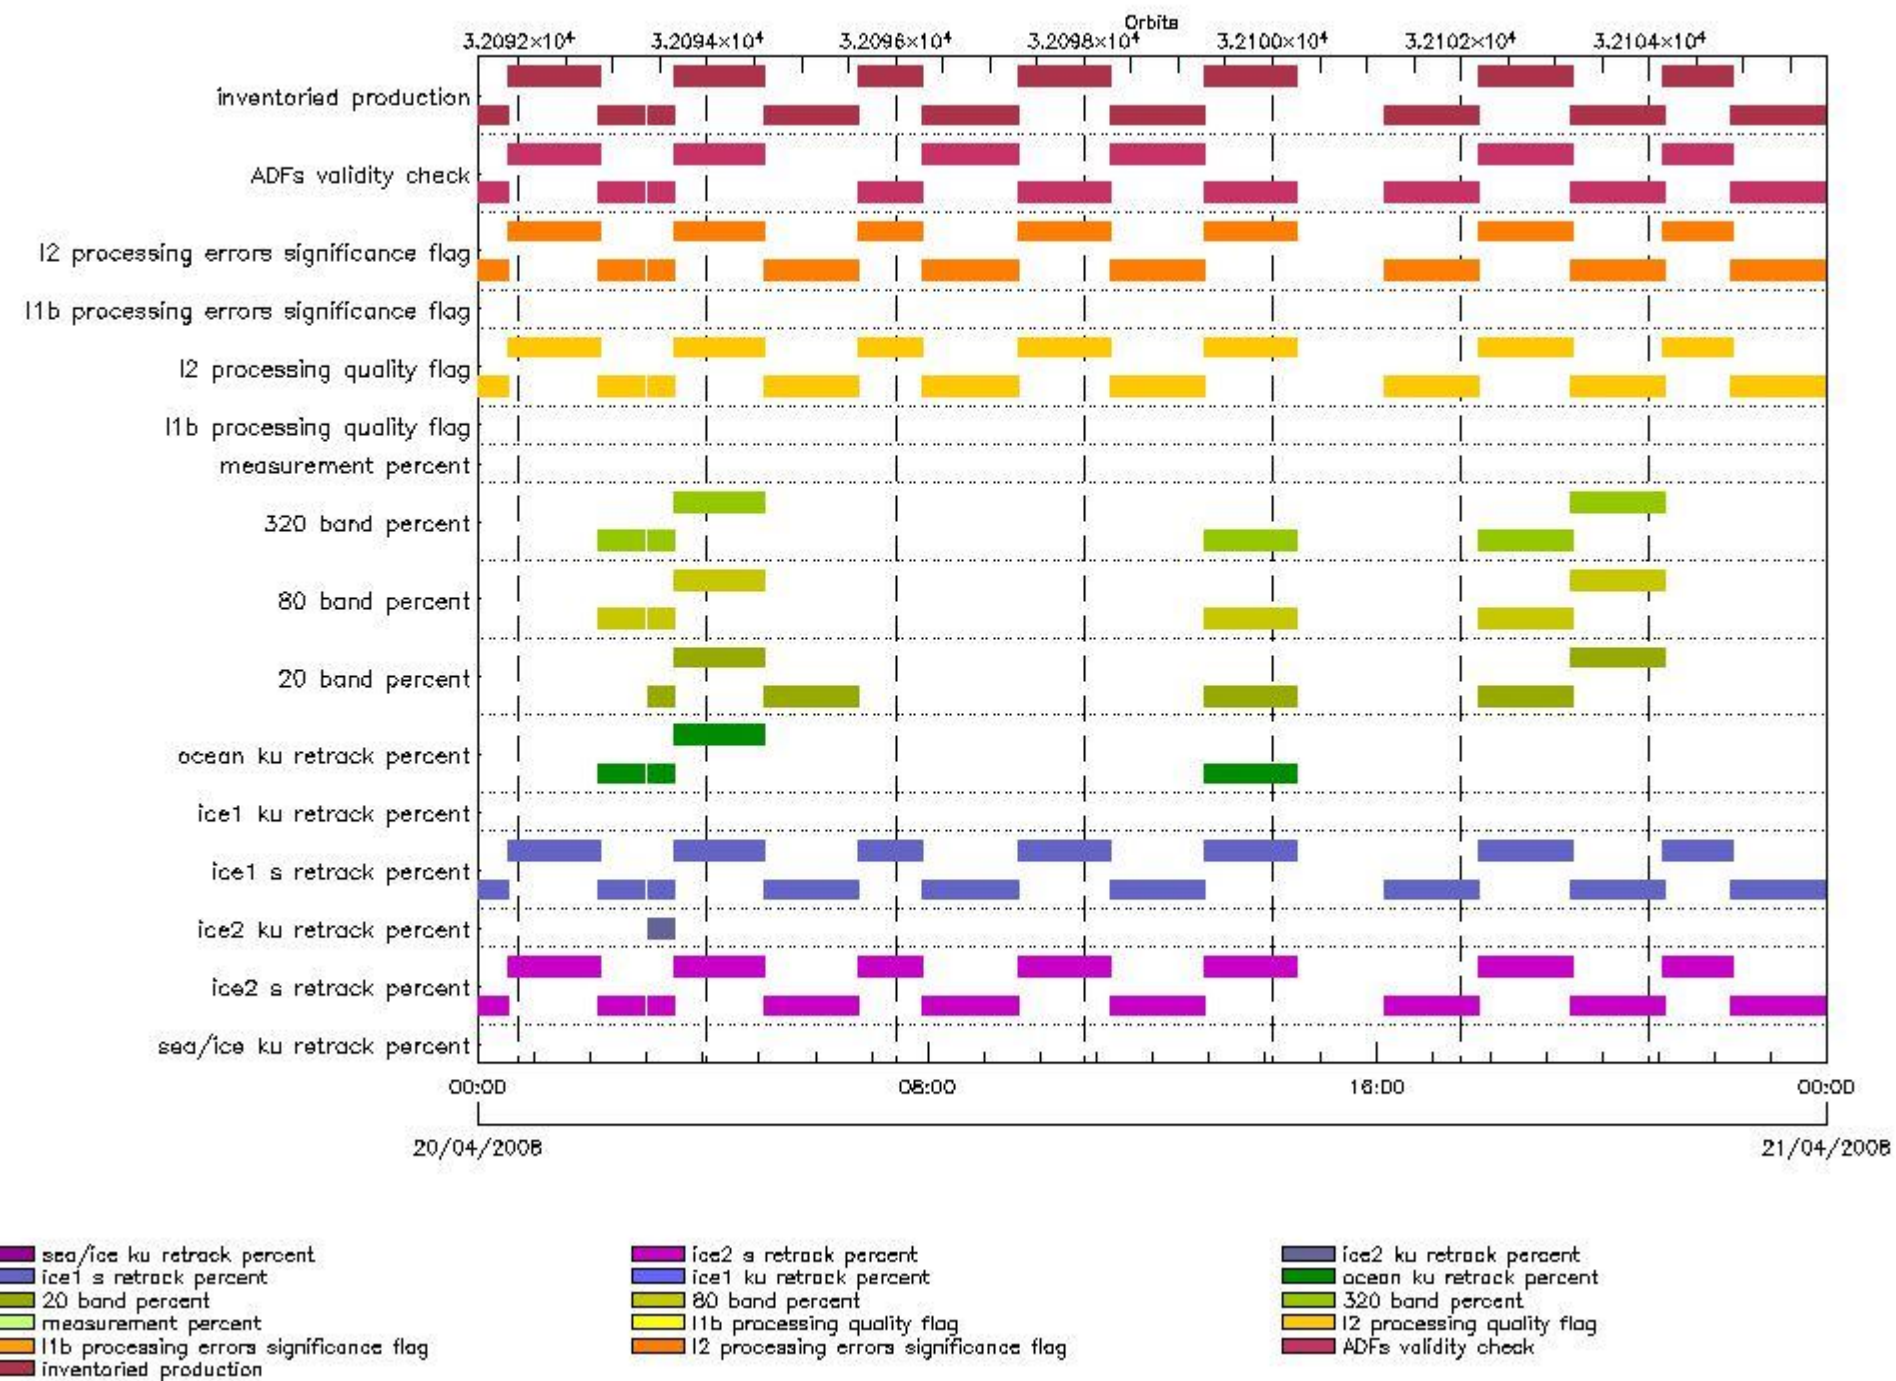 Orbits
3.2092×10⁴ 3.2094×10⁴ 3.2096×10⁴ 3.2098×10⁴ 3.2100×10⁴ 3.2102×10⁴ 3.2104×10⁴
inventoried production
ADFs validity check
l2 processing errors significance flag
l1b processing errors significance flag
l2 processing quality flag
l1b processing quality flag
measurement percent
320 band percent
80 band percent
20 band percent
ocean ku retrack percent
ice1 ku retrack percent
ice1 s retrack percent
ice2 ku retrack percent
ice2 s retrack percent
sea/ice ku retrack percent
00:00 08:00 16:00 00:00
20/04/2008 21/04/2008
sea/ice ku retrack percent ice2 s retrack percent ice2 ku retrack percent
ice1 s retrack percent ice1 ku retrack percent ocean ku retrack percent
20 band percent 80 band percent 320 band percent
measurement percent l1b processing quality flag l2 processing quality flag
l1b processing errors significance flag l2 processing errors significance flag ADFs validity check
inventoried production